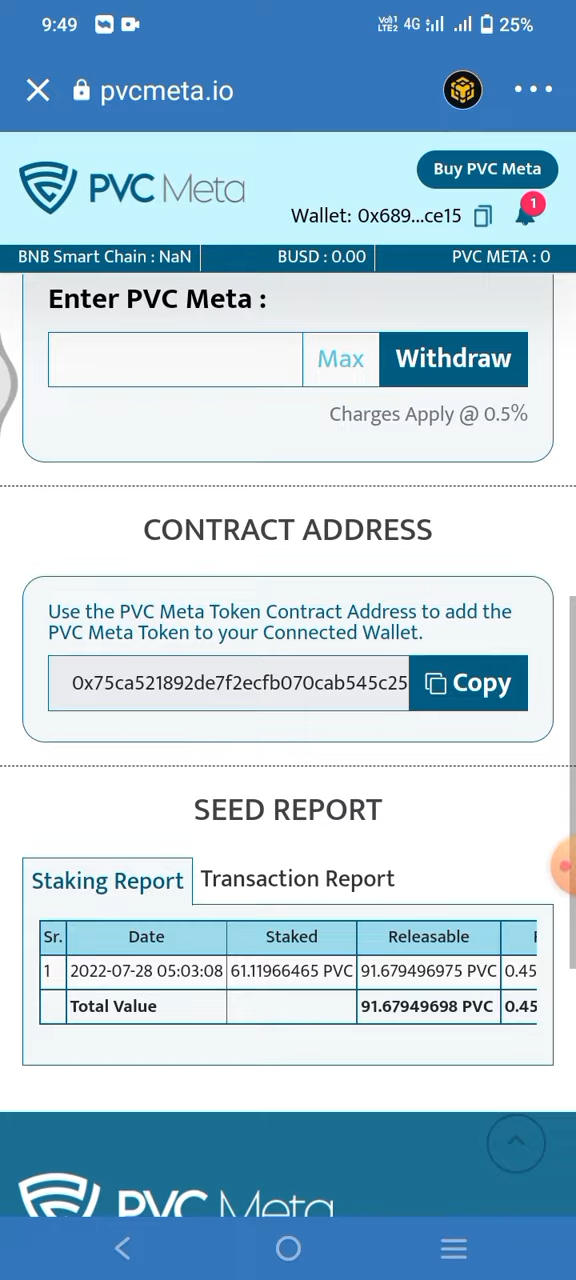 9:49 Vo)) LTE2 4G 25%
pvcmeta.io
PVC Meta
Buy PVC Meta
Wallet: 0x689...ce15
1
BNB Smart Chain : NaN BUSD : 0.00 PVC META : 0
Enter PVC Meta :
Max Withdraw
Charges Apply @ 0.5%
CONTRACT ADDRESS
Use the PVC Meta Token Contract Address to add the
PVC Meta Token to your Connected Wallet.
0x75ca521892de7f2ecfb070cab545c25 Copy
SEED REPORT
Staking Report Transaction Report
Sr. Date Staked Releasable
1 2022-07-28 05:03:08 61.11966465 PVC 91.679496975 PVC 0.45
Total Value 91.67949698 PVC 0.45
PVC Meta